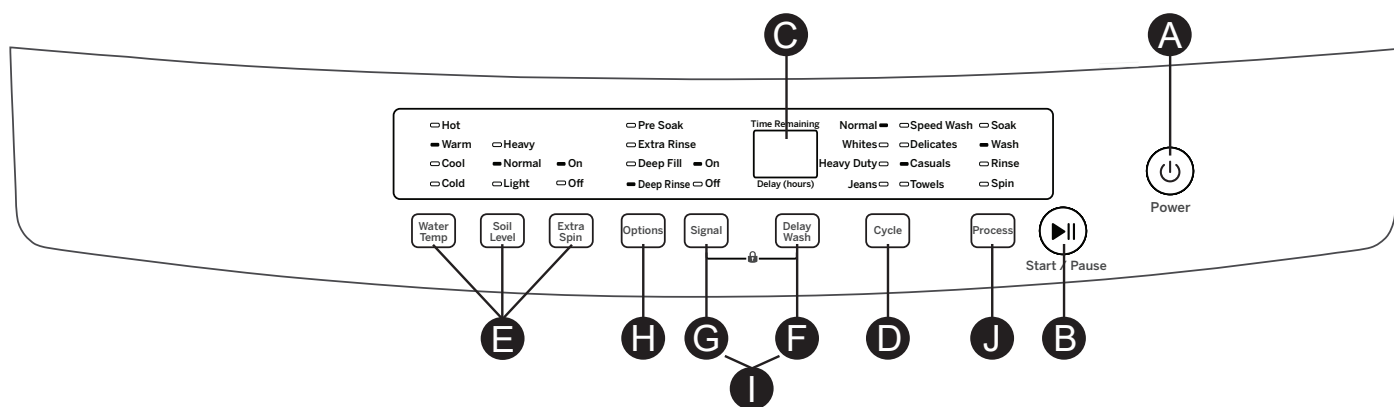 C
A
Hot
Warm
Cool
Cold
Heavy
Normal
Light
On
Off
Pre Soak
Extra Rinse
Deep Fill
Deep Rinse
On
Off
Time Remaining
Delay (hours)
Normal
Whites
Heavy Duty
Jeans
Speed Wash
Delicates
Casuals
Towels
Soak
Wash
Rinse
Spin
Power
Water
Temp
Soil
Level
Extra
Spin
Options
Signal
Delay
Wash
Cycle
Process
Start / Pause
E
H
G
F
D
J
B
I